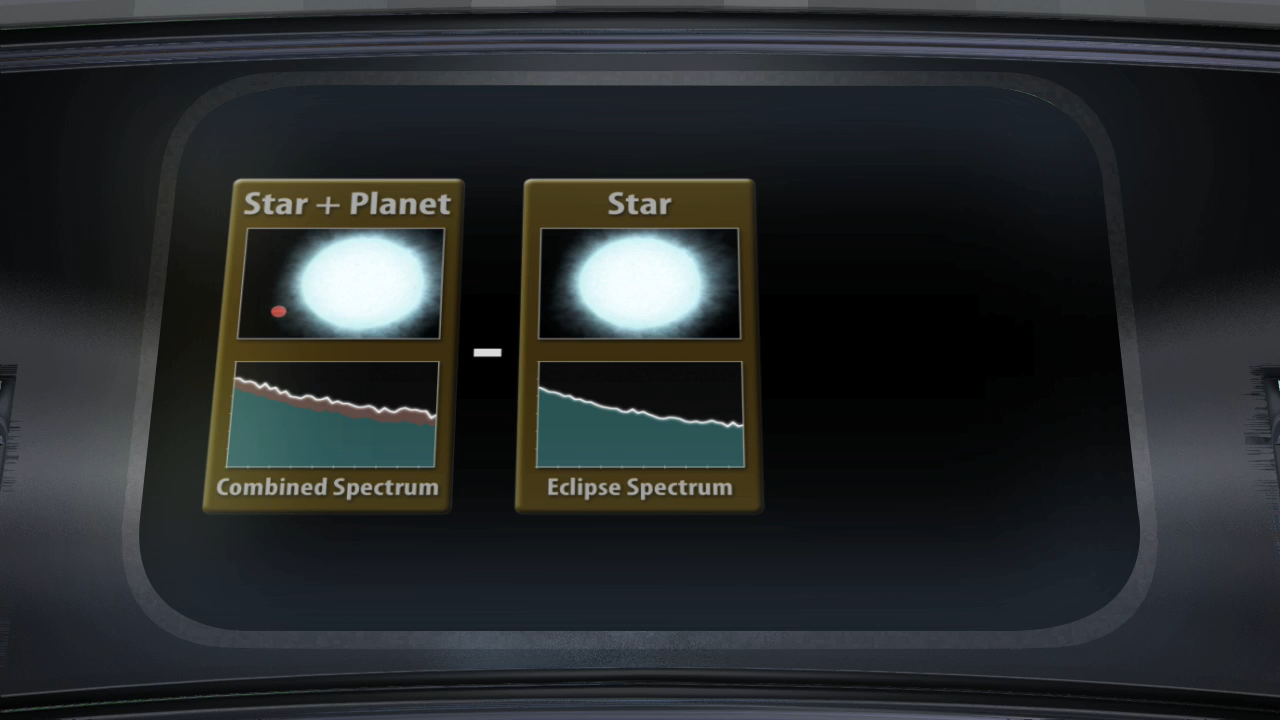 Star + Planet
Combined Spectrum
-
Star
Eclipse Spectrum